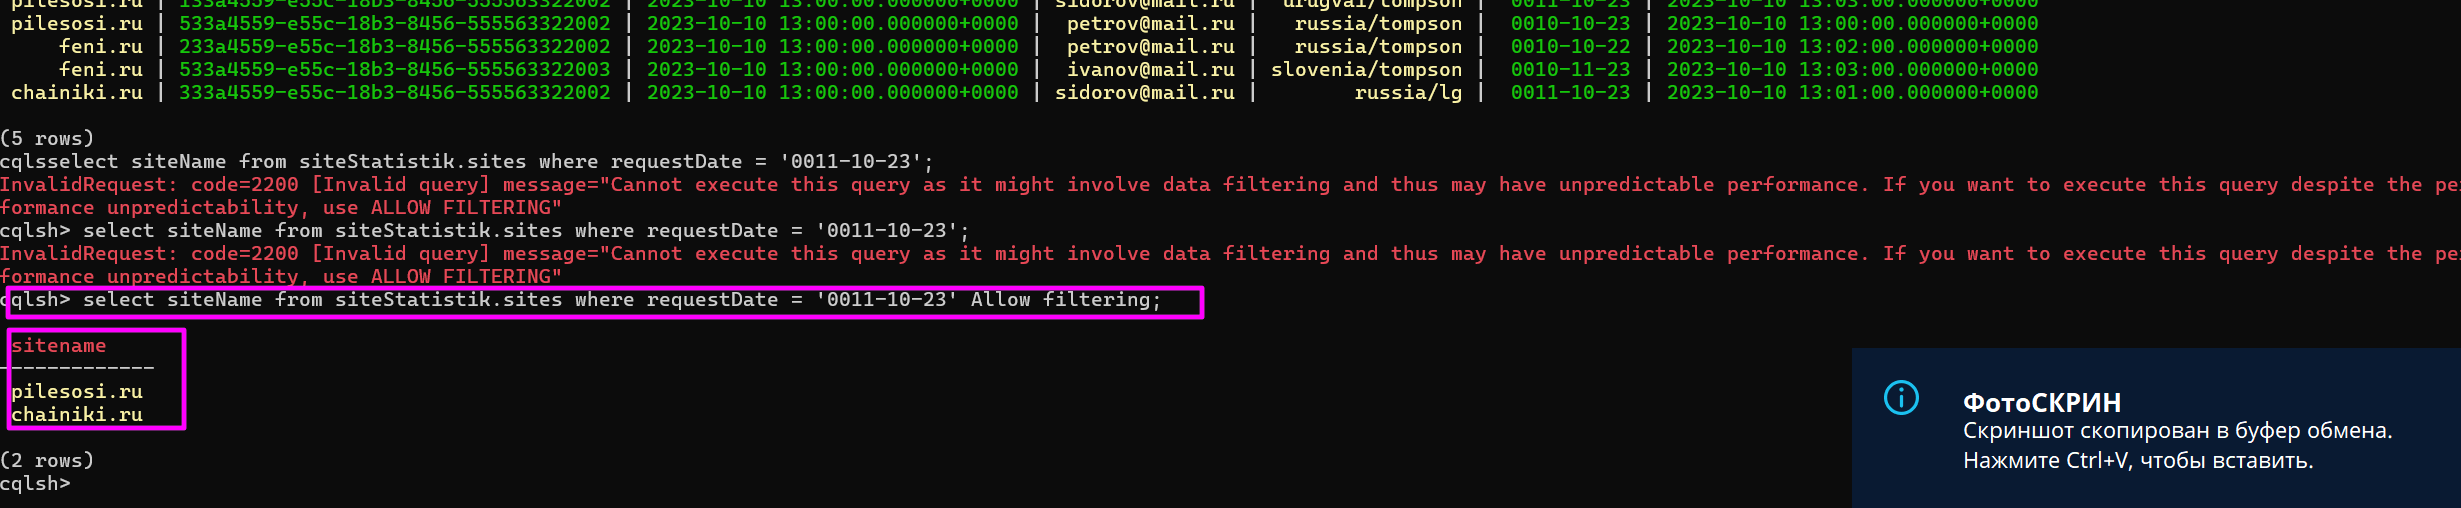 pilesosi.ru | 333a4559-e55c-18b3-8456-555563322002 | 2023-10-10 13:00:00.000000+0000 | sidorov@mail.ru | urugvai/tompson | 0011-10-23 | 2023-10-10 13:03:00.000000+0000
pilesosi.ru | 533a4559-e55c-18b3-8456-555563322002 | 2023-10-10 13:00:00.000000+0000 | petrov@mail.ru | russia/tompson | 0010-10-23 | 2023-10-10 13:00:00.000000+0000
feni.ru | 233a4559-e55c-18b3-8456-555563322002 | 2023-10-10 13:00:00.000000+0000 | petrov@mail.ru | russia/tompson | 0010-10-22 | 2023-10-10 13:02:00.000000+0000
feni.ru | 533a4559-e55c-18b3-8456-555563322003 | 2023-10-10 13:00:00.000000+0000 | ivanov@mail.ru | slovenia/tompson | 0010-11-23 | 2023-10-10 13:03:00.000000+0000
chainiki.ru | 333a4559-e55c-18b3-8456-555563322002 | 2023-10-10 13:00:00.000000+0000 | sidorov@mail.ru | russia/lg | 0011-10-23 | 2023-10-10 13:01:00.000000+0000
(5 rows)
cqlsselect siteName from siteStatistik.sites where requestDate = '0011-10-23';
InvalidRequest: code=2200 [Invalid query] message="Cannot execute this query as it might involve data filtering and thus may have unpredictable performance. If you want to execute this query despite the per
formance unpredictability, use ALLOW FILTERING"
cqlsh> select siteName from siteStatistik.sites where requestDate = '0011-10-23';
InvalidRequest: code=2200 [Invalid query] message="Cannot execute this query as it might involve data filtering and thus may have unpredictable performance. If you want to execute this query despite the per
formance unpredictability, use ALLOW FILTERING"
cqlsh> select siteName from siteStatistik.sites where requestDate = '0011-10-23' Allow filtering;
sitename
-------------
pilesosi.ru
chainiki.ru
(2 rows)
cqlsh>
ФотоСКРИН
Скриншот скопирован в буфер обмена.
Нажмите Ctrl+V, чтобы вставить.